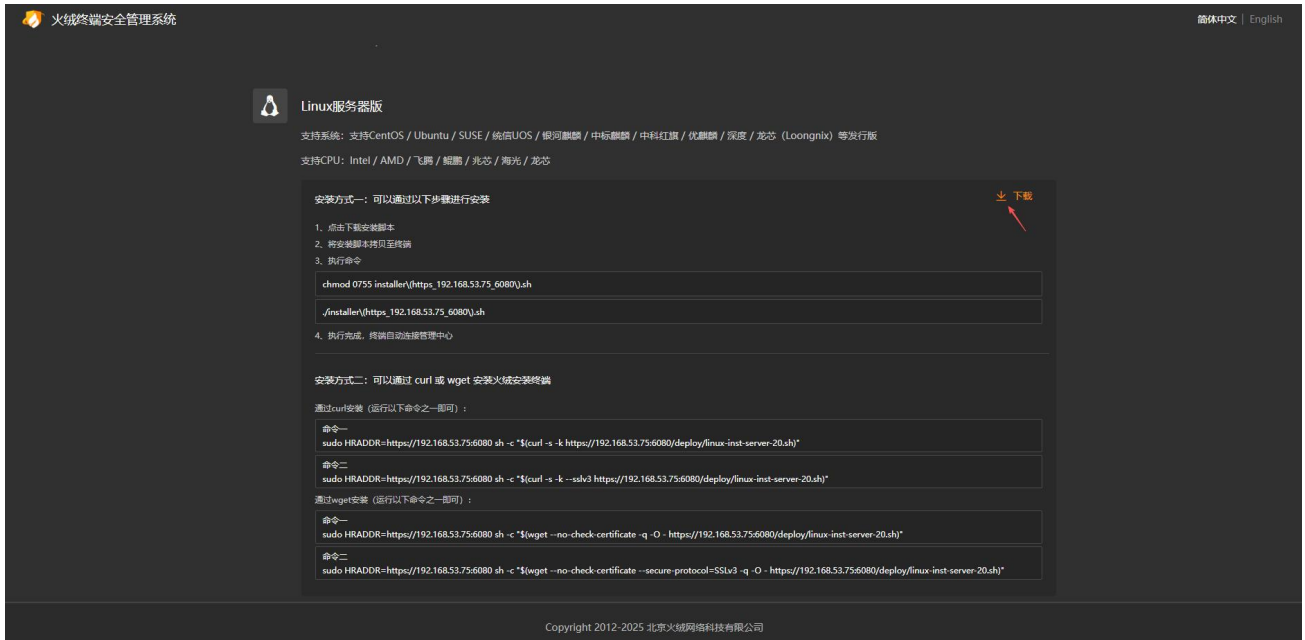 火绒终端安全管理系统
简体中文 | English
Linux服务器版
支持系统：支持CentOS / Ubuntu / SUSE / 统信UOS / 银河麒麟 / 中标麒麟 / 中科红旗 / 优麒麟 / 深度 / 龙芯（Loongnix）等发行版
支持CPU：Intel / AMD / 飞腾 / 鲲鹏 / 兆芯 / 海光 / 龙芯
安装方式一：可以通过以下步骤进行安装
下载
1、点击下载安装脚本
2、将安装脚本拷贝至终端
3、执行命令
chmod 0755 installer\(https_192.168.53.75_6080\).sh
./installer\(https_192.168.53.75_6080\).sh
4、执行完成，终端自动连接管理中心
安装方式二：可以通过 curl 或 wget 安装火绒安装终端
通过curl安装（运行以下命令之一即可）：
命令一
sudo HRADDR=https://192.168.53.75:6080 sh -c "$(curl -s -k https://192.168.53.75:6080/deploy/linux-inst-server-20.sh)"
命令二
sudo HRADDR=https://192.168.53.75:6080 sh -c "$(curl -s -k --sslv3 https://192.168.53.75:6080/deploy/linux-inst-server-20.sh)"
通过wget安装（运行以下命令之一即可）：
命令一
sudo HRADDR=https://192.168.53.75:6080 sh -c "$(wget --no-check-certificate -q -O - https://192.168.53.75:6080/deploy/linux-inst-server-20.sh)"
命令二
sudo HRADDR=https://192.168.53.75:6080 sh -c "$(wget --no-check-certificate --secure-protocol=SSLv3 -q -O - https://192.168.53.75:6080/deploy/linux-inst-server-20.sh)"
Copyright 2012-2025 北京火绒网络科技有限公司